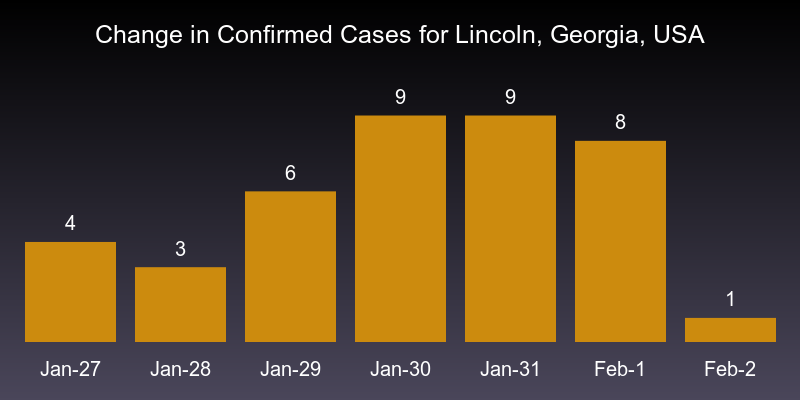 Change in Confirmed Cases for Lincoln, Georgia, USA
4
3
6
9
9
8
1
Jan-27
Jan-28
Jan-29
Jan-30
Jan-31
Feb-1
Feb-2